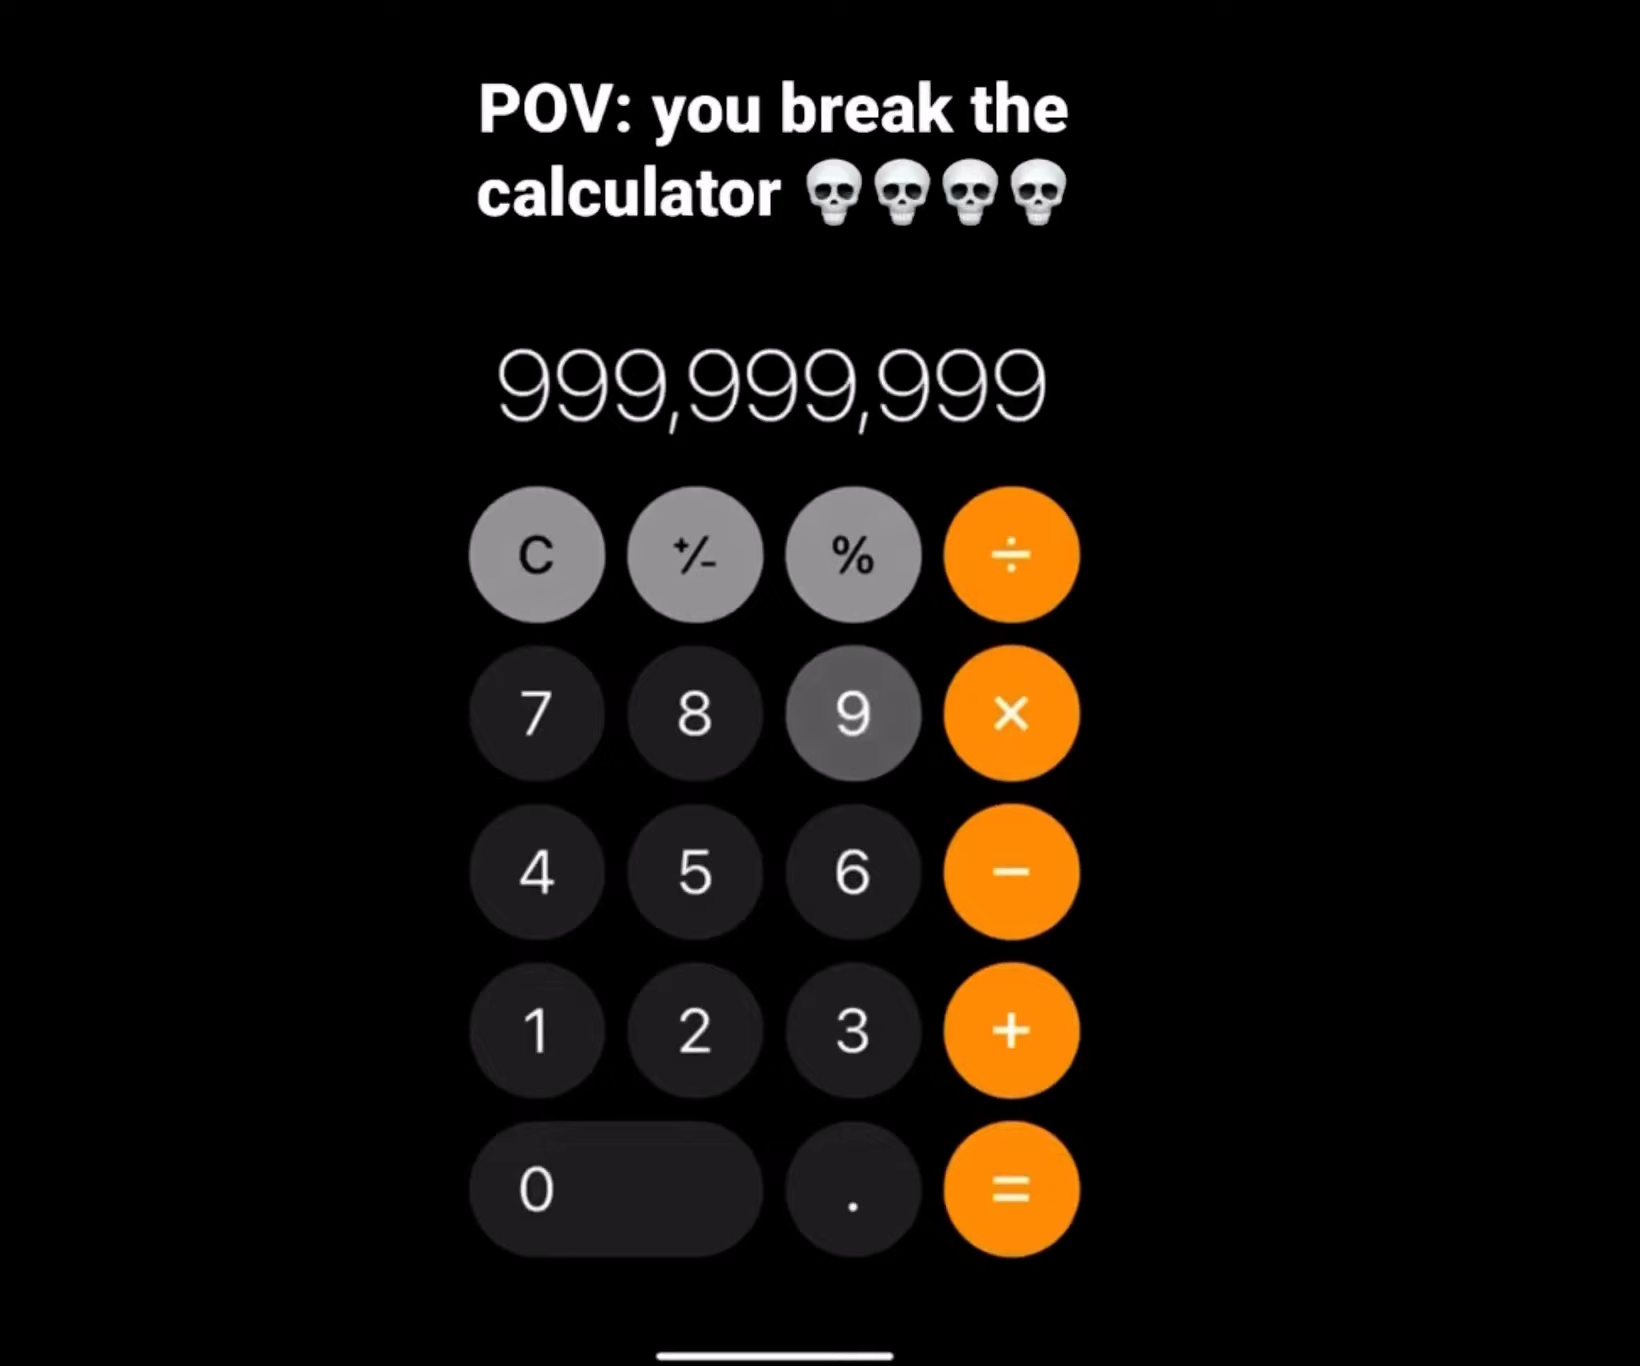 POV: you break the
calculator 💀💀💀💀
999,999,999
C +/- % ÷
7 8 9 ×
4 5 6 −
1 2 3 +
0 . =